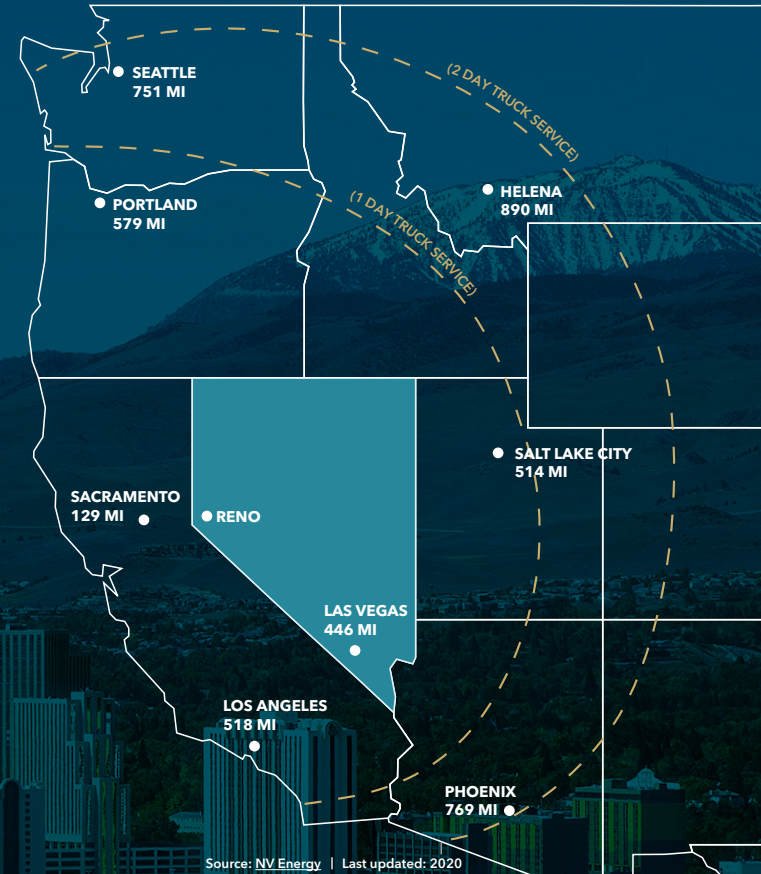 (2 DAY TRUCK SERVICE)
SEATTLE
751 MI
HELENA
890 MI
PORTLAND
579 MI
(1 DAY TRUCK SERVICE)
SALT LAKE CITY
514 MI
SACRAMENTO
129 MI
RENO
LAS VEGAS
446 MI
LOS ANGELES
518 MI
PHOENIX
769 MI
Source: NV Energy | Last updated: 2020